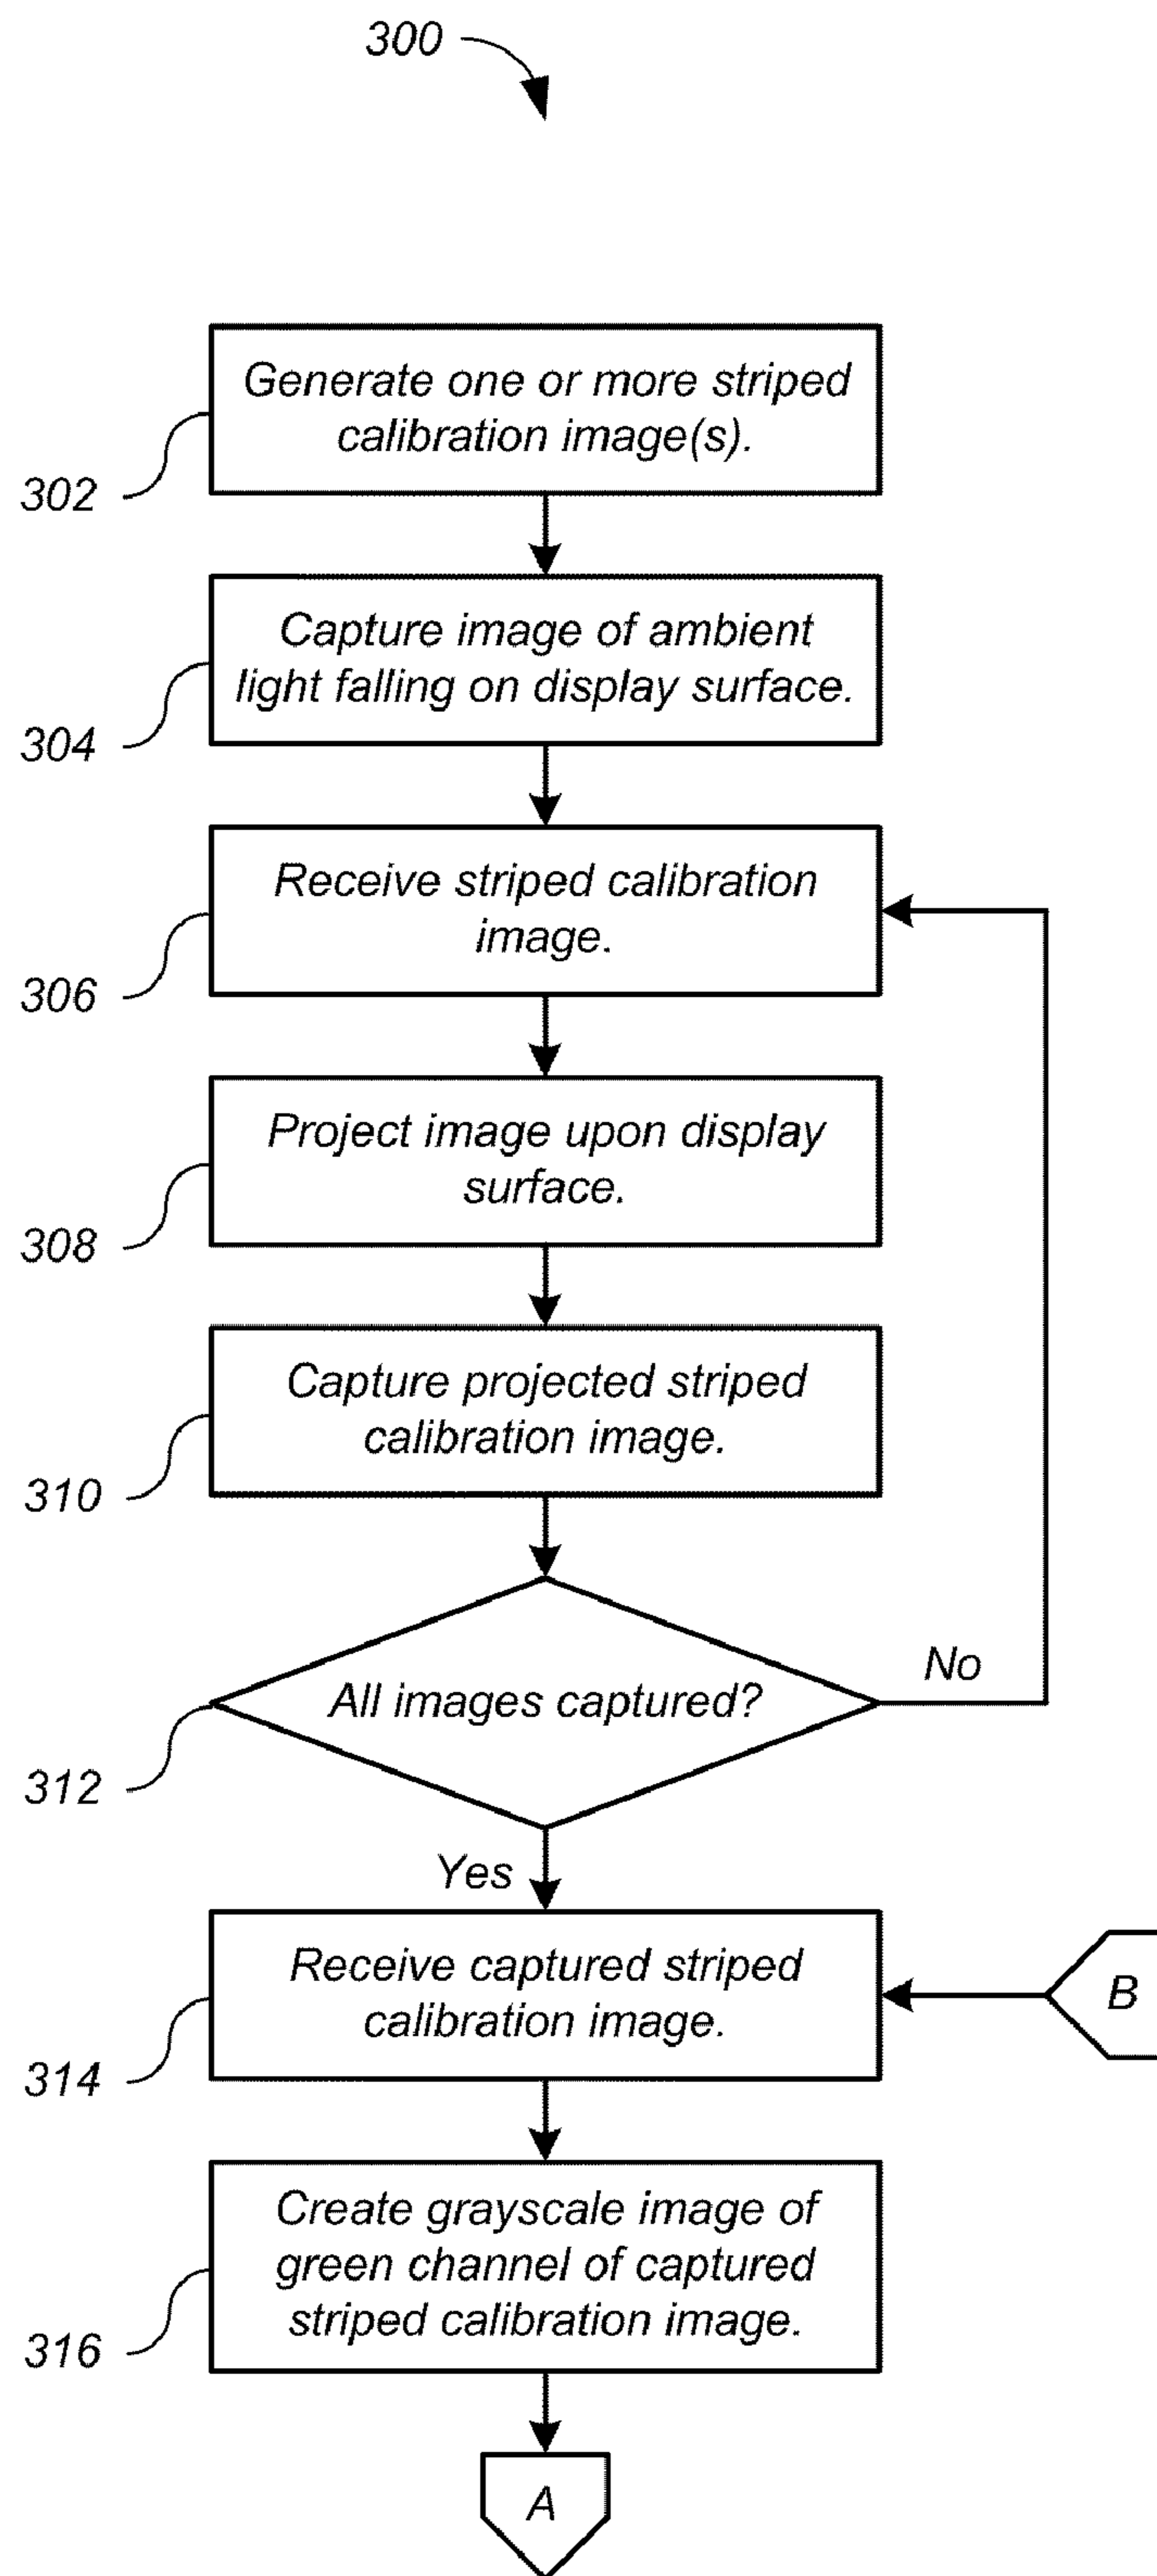 300
Generate one or more striped
calibration image(s).
302
Capture image of ambient
light falling on display surface.
304
Receive striped calibration
image.
306
Project image upon display
surface.
308
Capture projected striped
calibration image.
310
All images captured?
No
312
Yes
Receive captured striped
calibration image.
B
314
Create grayscale image of
green channel of captured
striped calibration image.
316
A